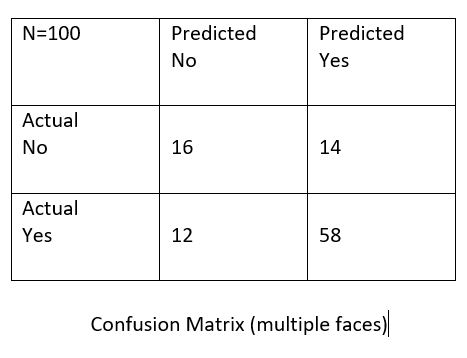 N=100 Predicted No Predicted Yes
Actual No 16 14
Actual Yes 12 58
Confusion Matrix (multiple faces)